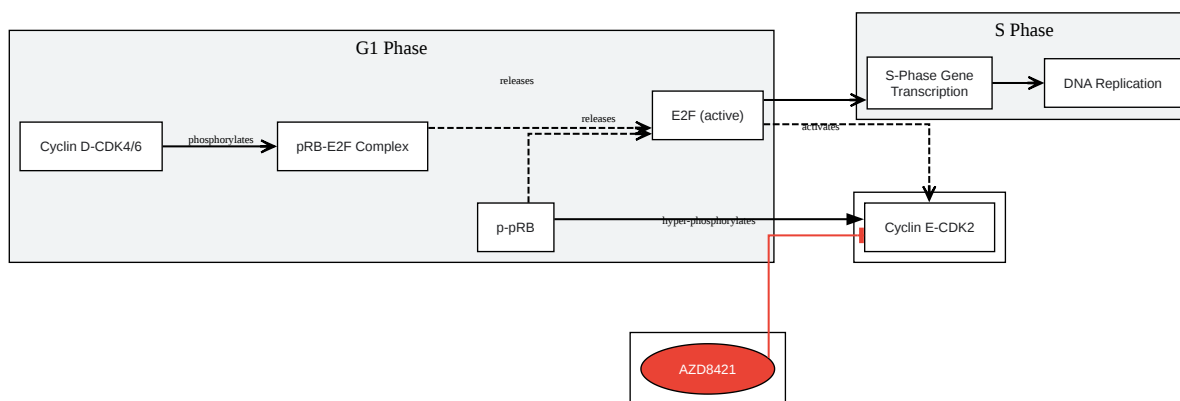 G1 Phase
S Phase
S-Phase Gene
Transcription
DNA Replication
releases
E2F (active)
releases
activates
Cyclin D-CDK4/6
phosphorylates
pRB-E2F Complex
p-pRB
hyper-phosphorylates
Cyclin E-CDK2
AZD8421